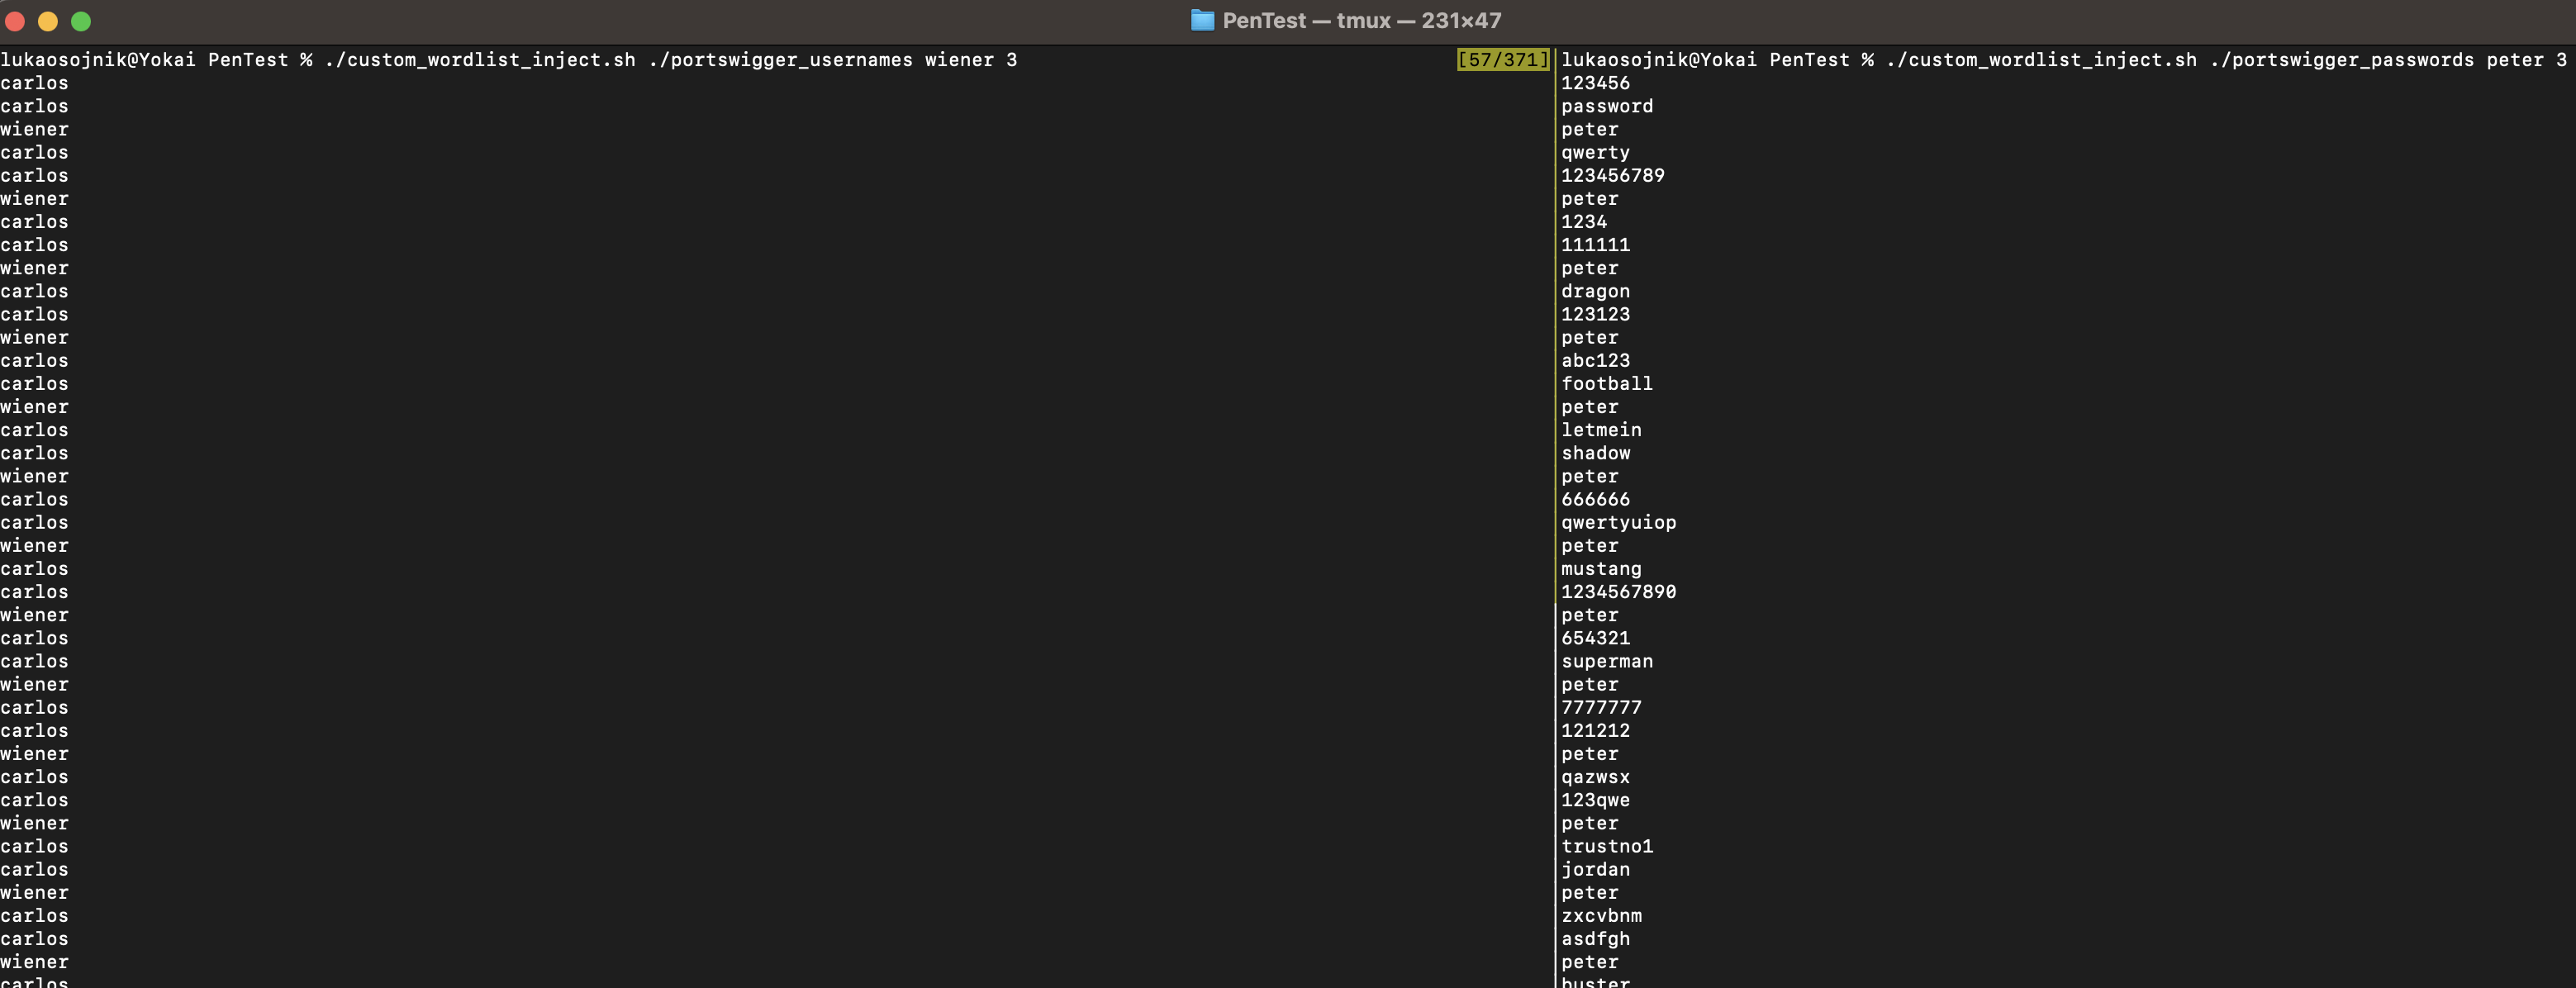 PenTest — tmux — 231×47
lukaosojnik@Yokai PenTest % ./custom_wordlist_inject.sh ./portswigger_usernames wiener 3
[57/371]
carlos
carlos
wiener
carlos
carlos
wiener
carlos
carlos
wiener
carlos
carlos
wiener
carlos
carlos
wiener
carlos
carlos
wiener
carlos
carlos
wiener
carlos
carlos
wiener
carlos
carlos
wiener
carlos
carlos
wiener
carlos
carlos
wiener
carlos
carlos
wiener
carlos
carlos
wiener
carlos
lukaosojnik@Yokai PenTest % ./custom_wordlist_inject.sh ./portswigger_passwords peter 3
123456
password
peter
qwerty
123456789
peter
1234
111111
peter
dragon
123123
peter
abc123
football
peter
letmein
shadow
peter
666666
qwertyuiop
peter
mustang
1234567890
peter
654321
superman
peter
7777777
121212
peter
qazwsx
123qwe
peter
trustno1
jordan
peter
zxcvbnm
asdfgh
peter
buster